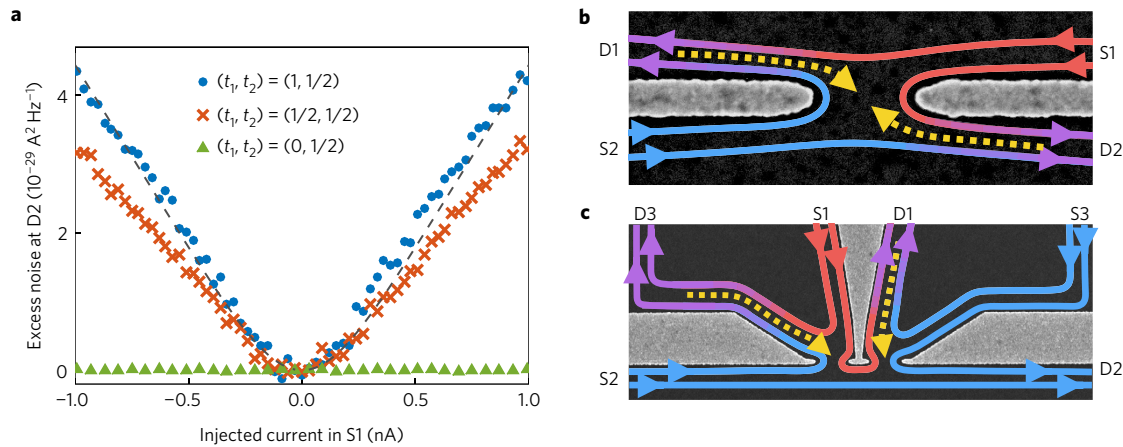 a
Excess noise at D2 (10⁻²⁹ A² Hz⁻¹)
4
2
0
(t₁, t₂) = (1, 1/2)
(t₁, t₂) = (1/2, 1/2)
(t₁, t₂) = (0, 1/2)
−1.0 −0.5 0.0 0.5 1.0
Injected current in S1 (nA)
b
D1 S1
S2 D2
c
D3 S1 D1 S3
S2 D2